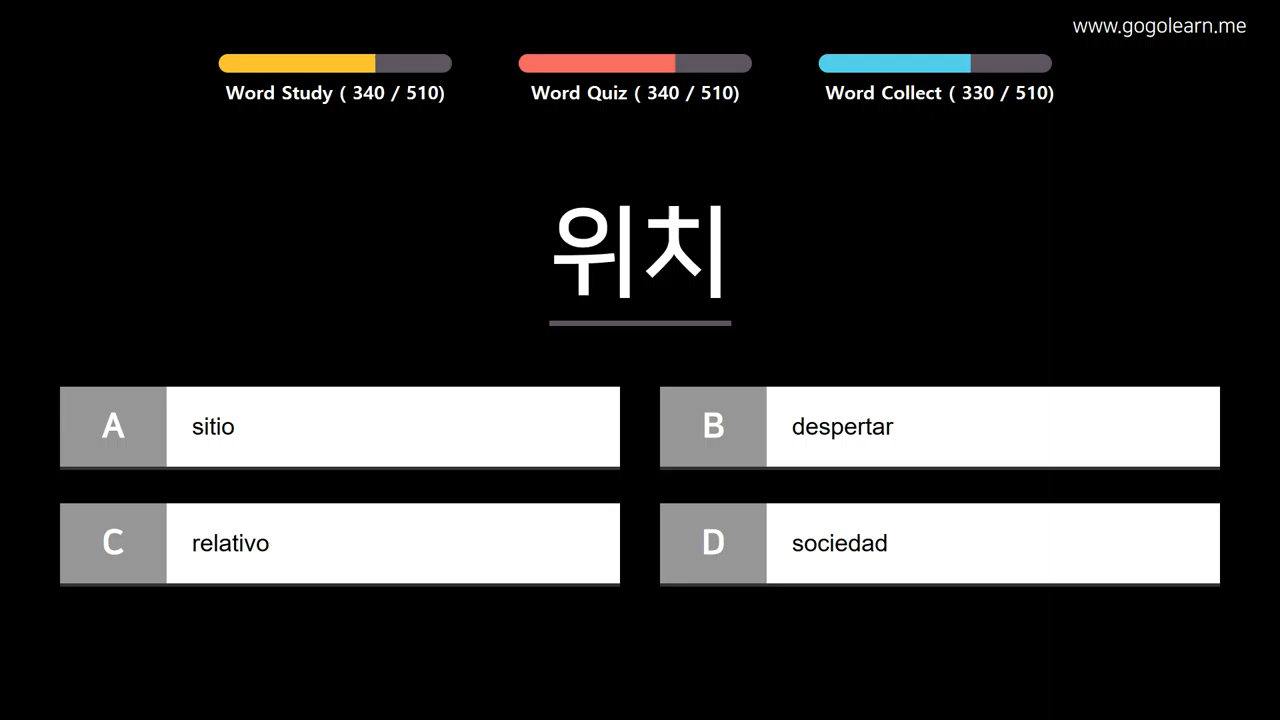 www.gogolearn.me
Word Study ( 340 / 510)
Word Quiz ( 340 / 510)
Word Collect ( 330 / 510)
위치
A sitio
B despertar
C relativo
D sociedad